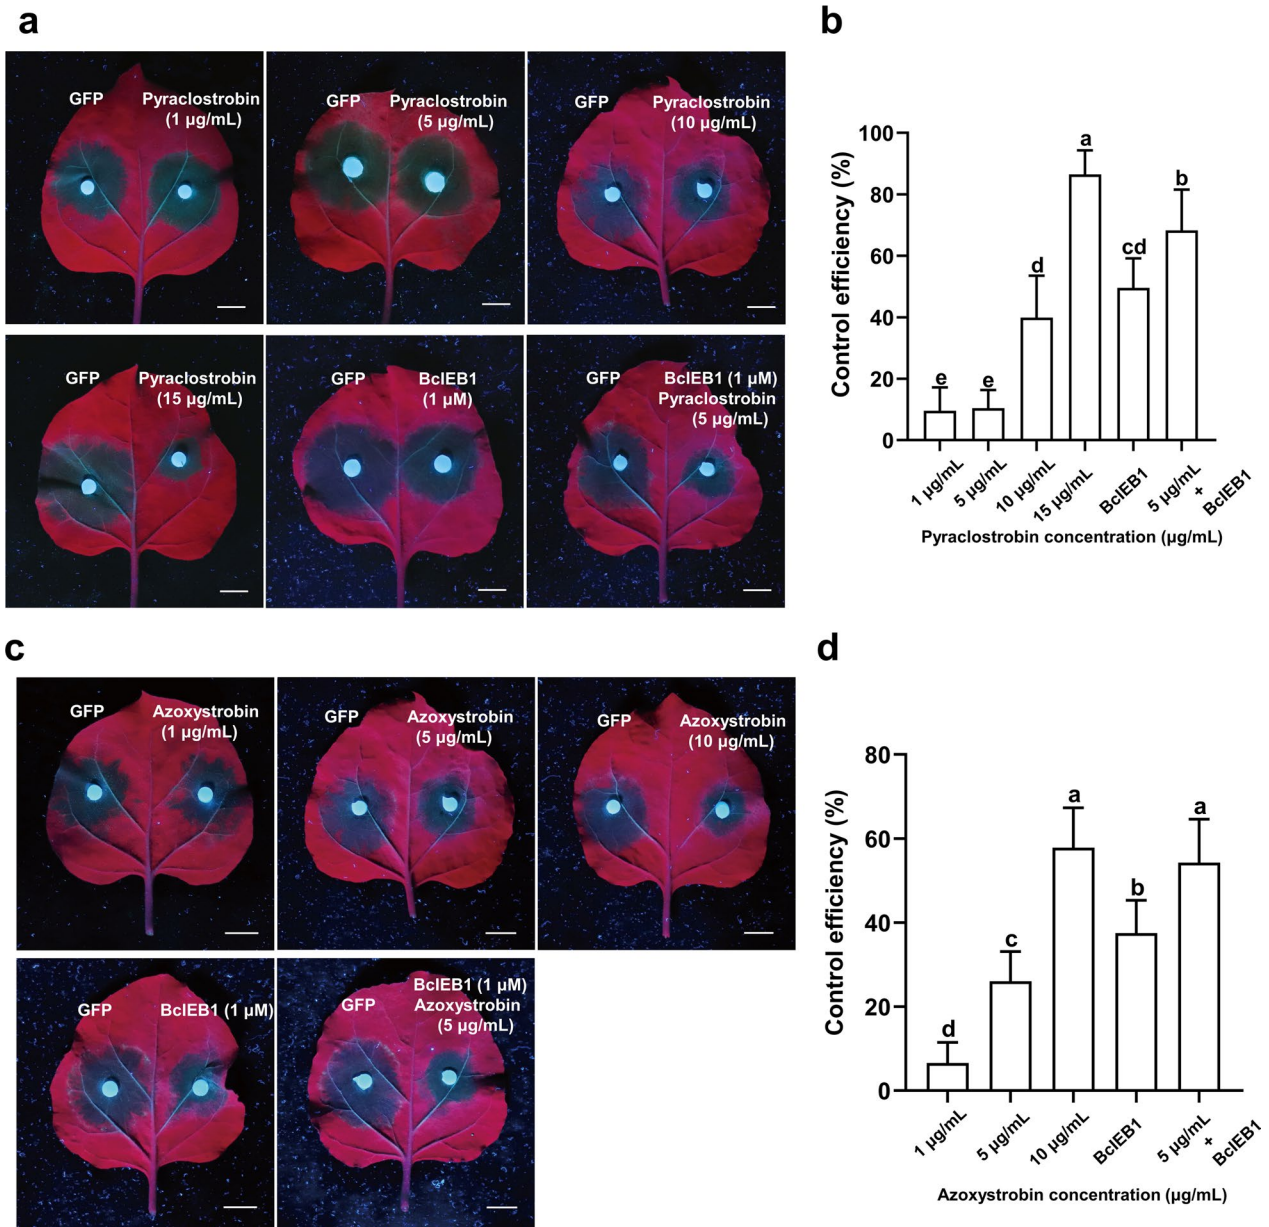 a
GFP
Pyraclostrobin
(1 µg/mL)
GFP
Pyraclostrobin
(5 µg/mL)
GFP
Pyraclostrobin
(10 µg/mL)
GFP
Pyraclostrobin
(15 µg/mL)
GFP
BcIEB1
(1 µM)
GFP
BcIEB1 (1 µM)
Pyraclostrobin
(5 µg/mL)
b
Control efficiency (%)
100
80
60
40
20
0
e
e
d
a
cd
b
1 µg/mL
5 µg/mL
10 µg/mL
15 µg/mL
BcIEB1
5 µg/mL
+
BcIEB1
Pyraclostrobin concentration (µg/mL)
c
GFP
Azoxystrobin
(1 µg/mL)
GFP
Azoxystrobin
(5 µg/mL)
GFP
Azoxystrobin
(10 µg/mL)
GFP
BcIEB1 (1 µM)
GFP
BcIEB1 (1 µM)
Azoxystrobin
(5 µg/mL)
d
Control efficiency (%)
80
60
40
20
0
d
c
a
b
a
1 µg/mL
5 µg/mL
10 µg/mL
BcIEB1
5 µg/mL
+
BcIEB1
Azoxystrobin concentration (µg/mL)